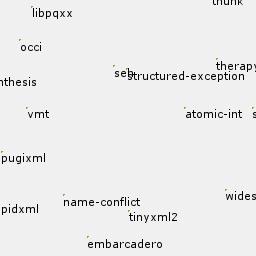 thunk
libpqxx
occi
therapy
seh
structured-exception
nthesis
vmt
atomic-int
s
pugixml
name-conflict
wides
pidxml
tinyxml2
embarcadero